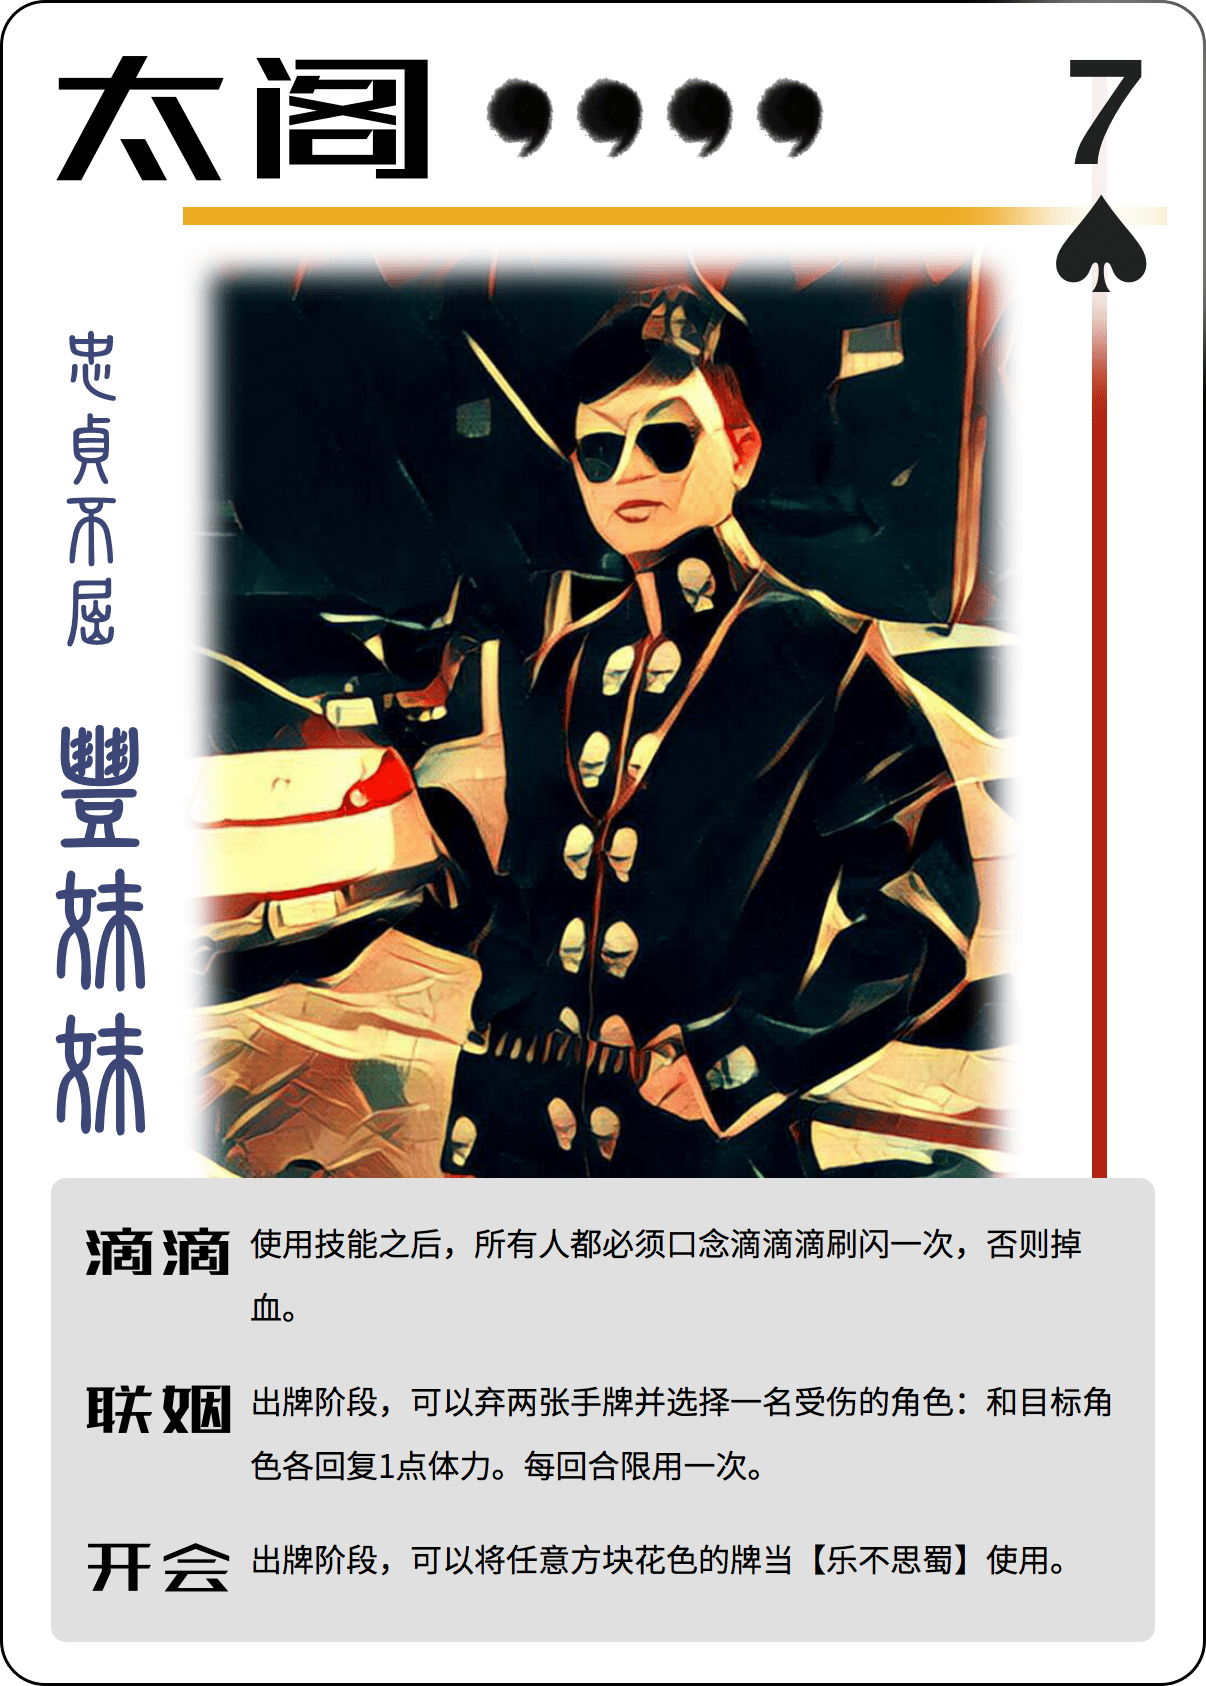 太阁
7
忠貞不屈
豐妹妹
滴滴 使用技能之后，所有人都必须口念滴滴滴刷闪一次，否则掉
血。
联姻 出牌阶段，可以弃两张手牌并选择一名受伤的角色：和目标角
色各回复1点体力。每回合限用一次。
开会 出牌阶段，可以将任意方块花色的牌当【乐不思蜀】使用。